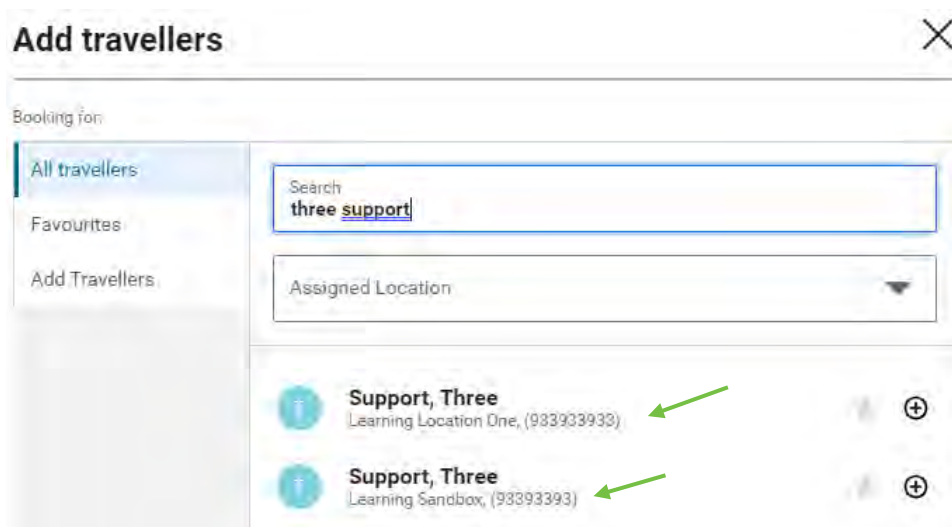 Add travellers
Booking for:
All travellers
Favourites
Add Travellers
Search
three support
Assigned Location
Support, Three
Learning Location One, (933933933)
Support, Three
Learning Sandbox, (93393393)